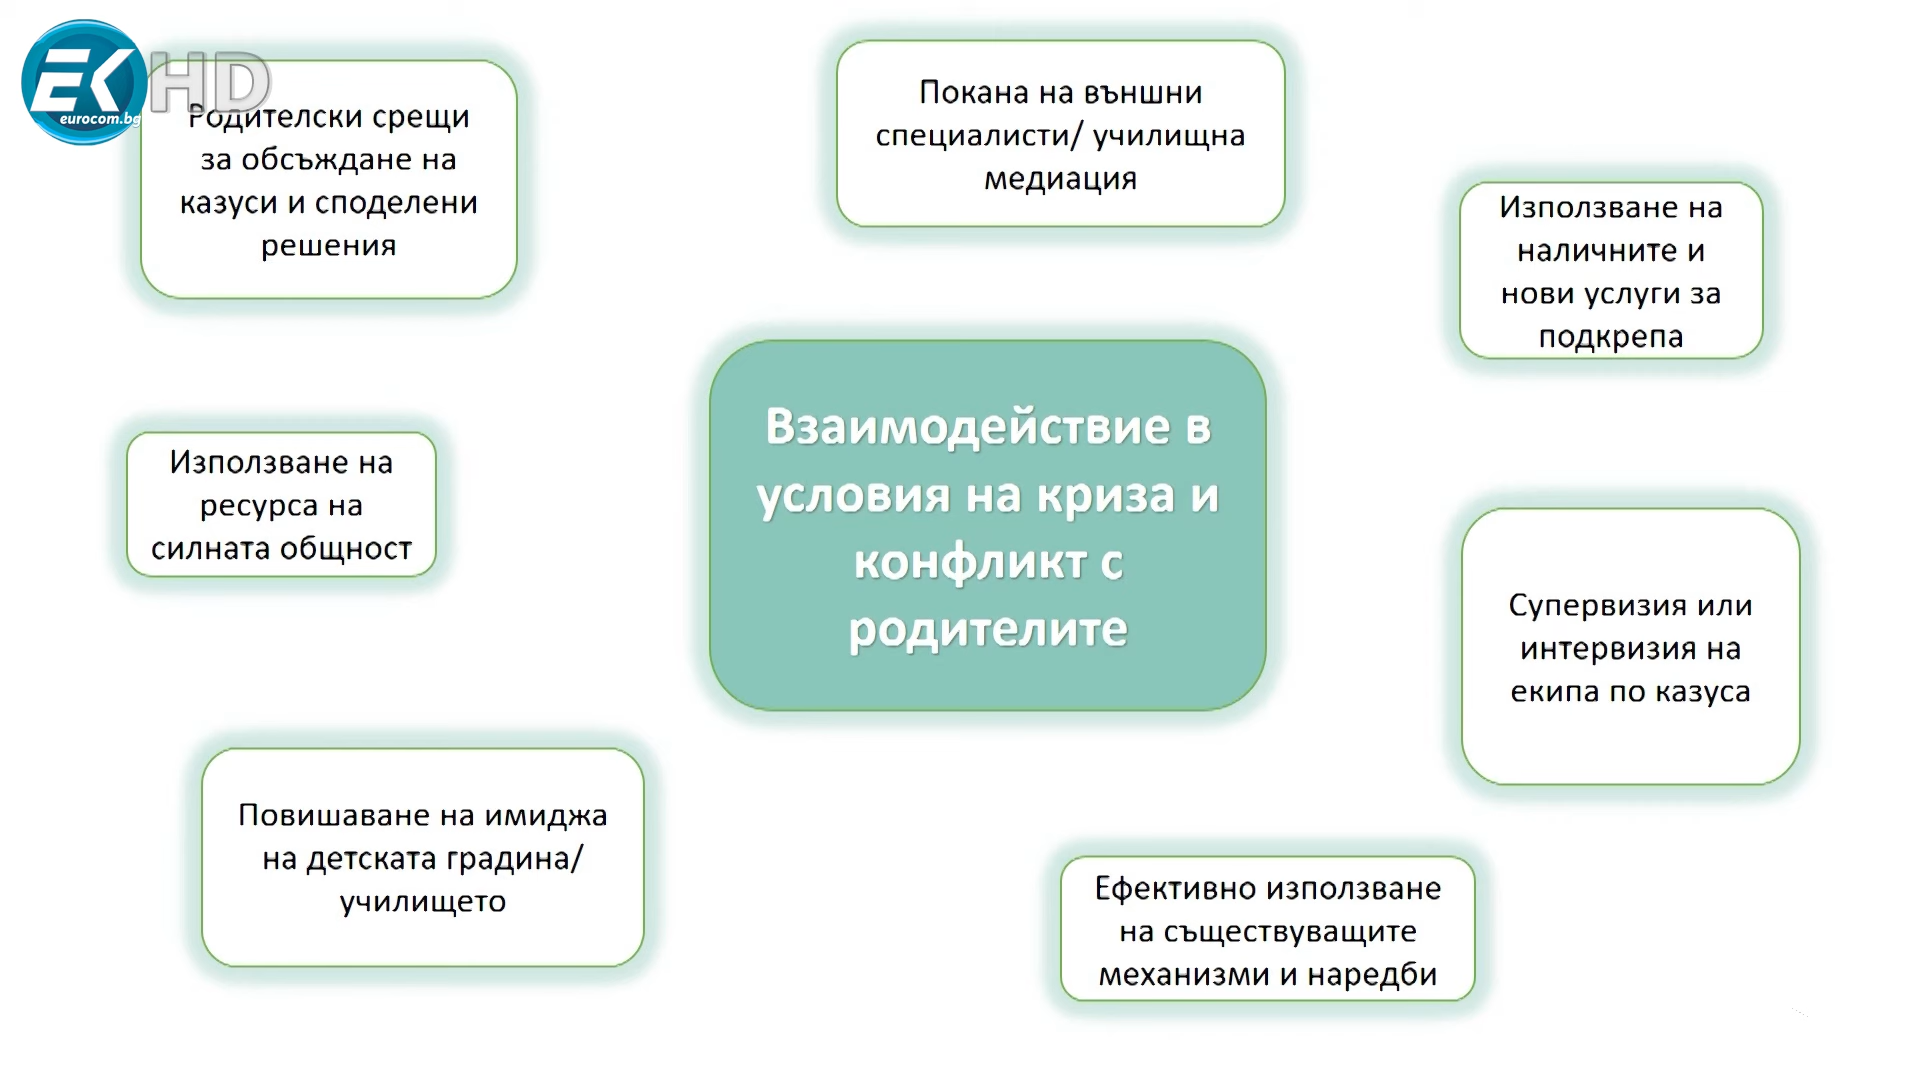 EK HD
eurocom.bg
Родителски срещи
за обсъждане на
казуси и споделени
решения
Покана на външни
специалисти/ училищна
медиация
Използване на
наличните и
нови услуги за
подкрепа
Взаимодействие в
условия на криза и
конфликт с
родителите
Използване на
ресурса на
силната общност
Супервизия или
интервизия на
екипа по казуса
Повишаване на имиджа
на детската градина/
училището
Ефективно използване
на съществуващите
механизми и наредби